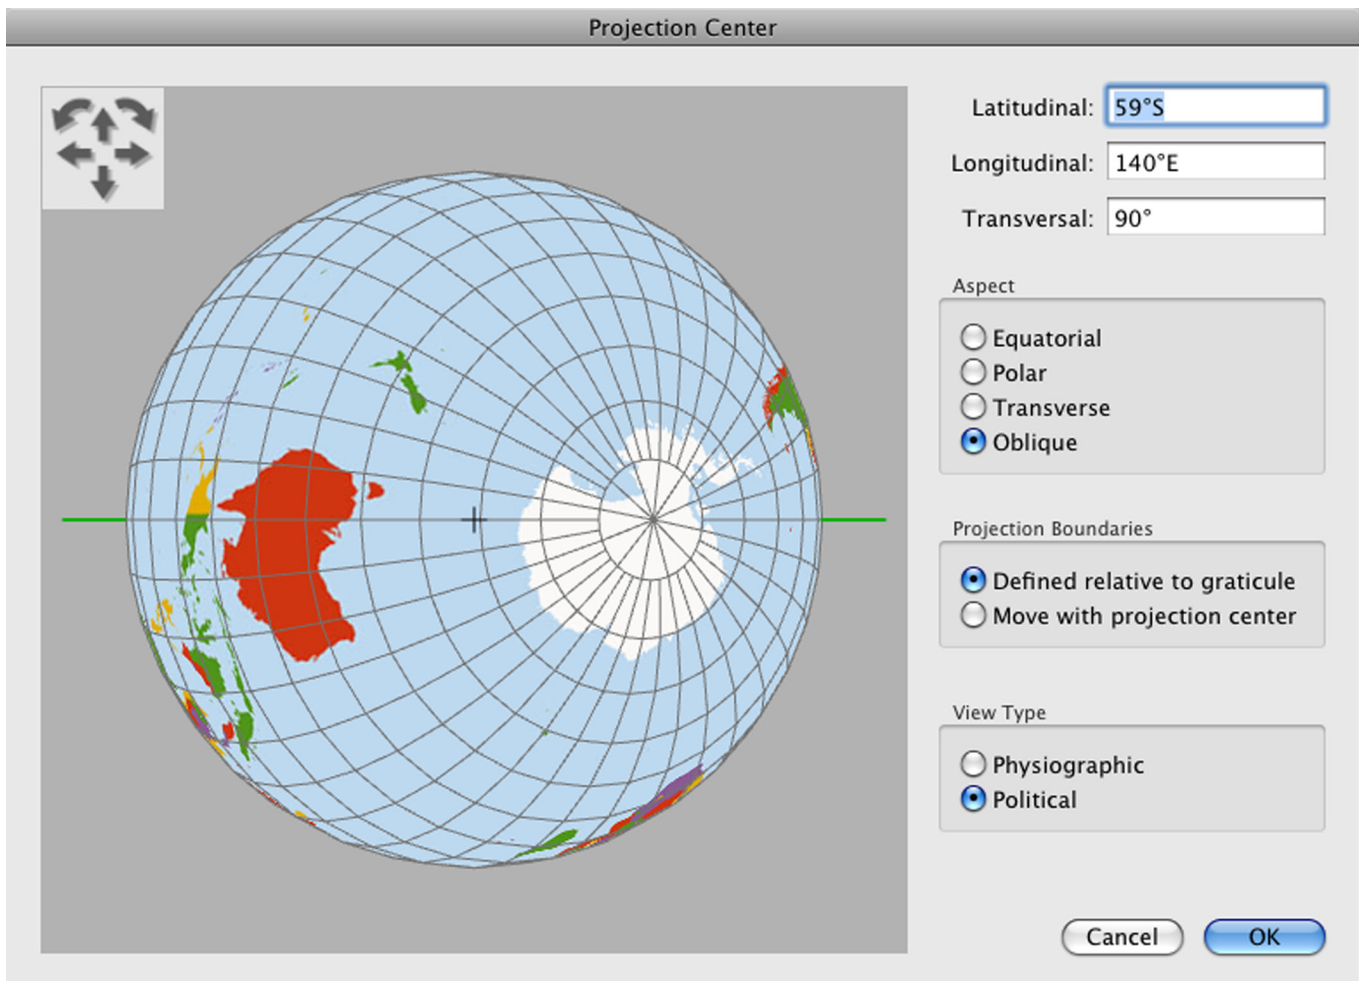 Projection Center
Latitudinal: 59°S
Longitudinal: 140°E
Transversal: 90°
Aspect
Equatorial
Polar
Transverse
Oblique
Projection Boundaries
Defined relative to graticule
Move with projection center
View Type
Physiographic
Political
Cancel OK